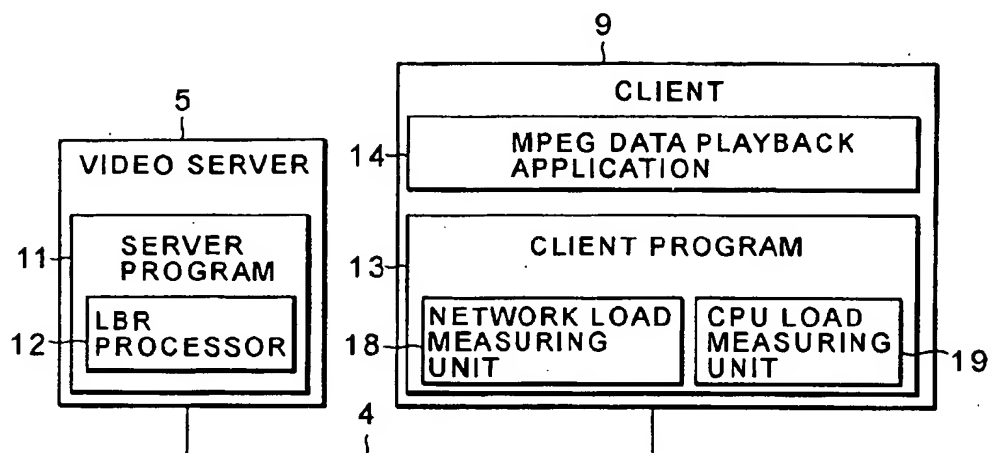 9
CLIENT
5
VIDEO SERVER
14
MPEG DATA PLAYBACK
APPLICATION
11
SERVER
PROGRAM
13
CLIENT PROGRAM
12
LBR
PROCESSOR
18
NETWORK LOAD
MEASURING
UNIT
CPU LOAD
MEASURING
UNIT
19
4